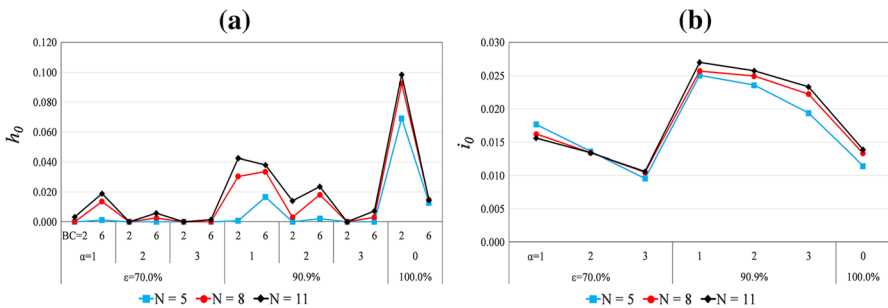 (a)
h₀
0.120
0.100
0.080
0.060
0.040
0.020
0.000
BC=2 6 2 6 2 6 2 6 2 6 2 6 2 6
α=1 2 3 1 2 3 0
ε=70.0% 90.9% 100.0%
N = 5 N = 8 N = 11
(b)
i₀
0.030
0.025
0.020
0.015
0.010
0.005
0.000
α=1 2 3 1 2 3 0
ε=70.0% 90.9% 100.0%
N = 5 N = 8 N = 11